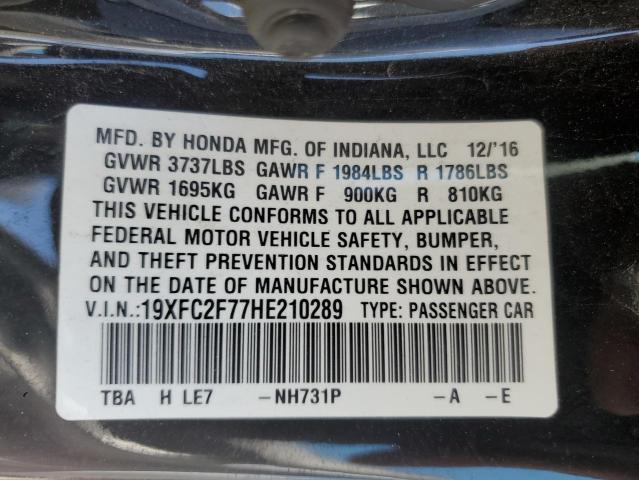 MFD. BY HONDA MFG. OF INDIANA, LLC 12/'16
GVWR 3737LBS GAWR F 1984LBS R 1786LBS
GVWR 1695KG GAWR F 900KG R 810KG
THIS VEHICLE CONFORMS TO ALL APPLICABLE
FEDERAL MOTOR VEHICLE SAFETY, BUMPER,
AND THEFT PREVENTION STANDARDS IN EFFECT
ON THE DATE OF MANUFACTURE SHOWN ABOVE.
V.I.N.:19XFC2F77HE210289 TYPE: PASSENGER CAR
TBA H LE7 -NH731P -A -E